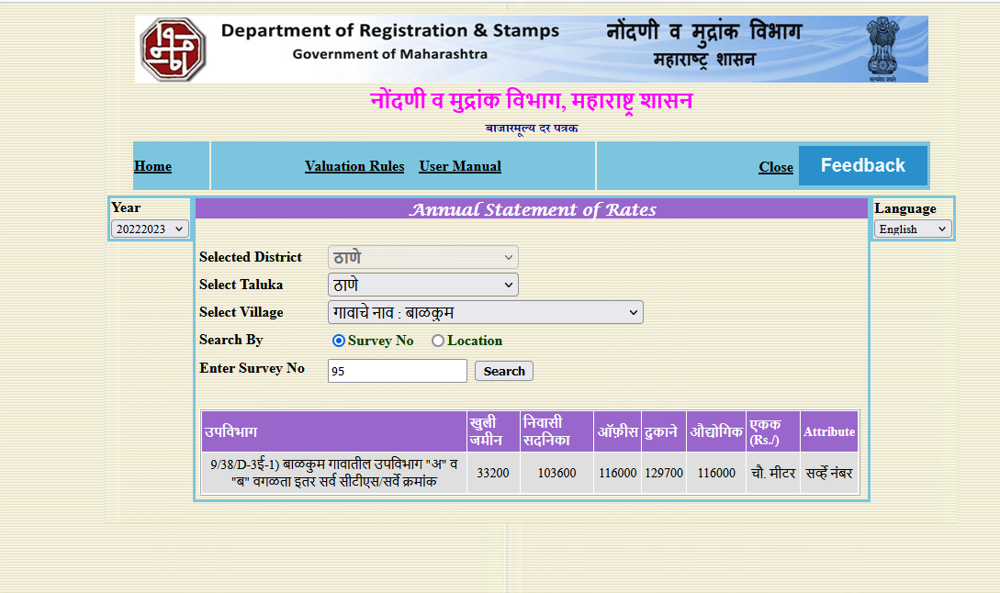 Department of Registration & Stamps
Government of Maharashtra
नोंदणी व मुद्रांक विभाग
महाराष्ट्र शासन
सत्यमेव जयते
नोंदणी व मुद्रांक विभाग, महाराष्ट्र शासन
बाजारमूल्य दर पत्रक
Home Valuation Rules User Manual Close Feedback
Year
20222023
Annual Statement of Rates
Language
English
Selected District ठाणे
Select Taluka ठाणे
Select Village गावाचे नाव : बाळकुम
Search By Survey No Location
Enter Survey No 95 Search
उपविभाग खुली जमीन निवासी सदनिका ऑफ़ीस दुकाने औद्योगिक एकक (Rs./) Attribute
9/38/D-3ई-1) बाळकुम गावातील उपविभाग "अ" व
"ब" वगळता इतर सर्व सीटीएस/सर्वे क्रमांक
33200 103600 116000 129700 116000 चौ. मीटर सर्व्हे नंबर